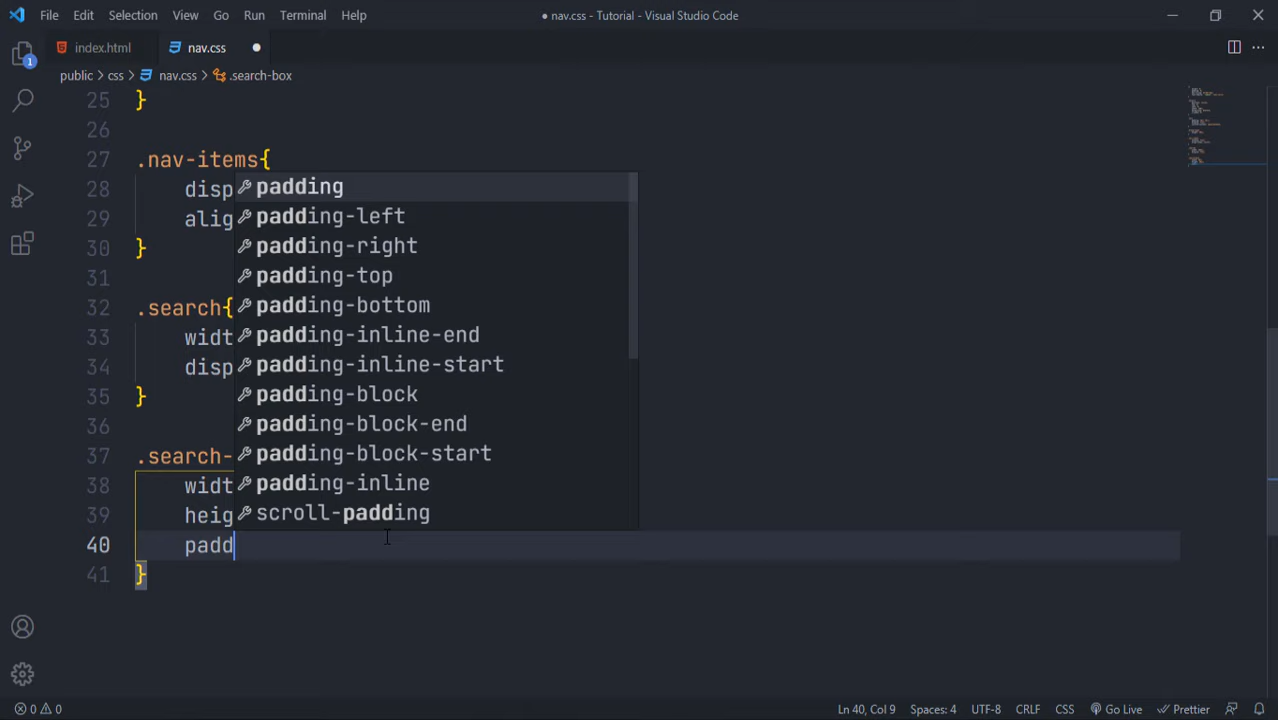 File Edit Selection View Go Run Terminal Help ● nav.css - Tutorial - Visual Studio Code
index.html nav.css ●
public > css > nav.css > .search-box
25 }
26
27 .nav-items{
28 disp
29 alig
30 }
31
32 .search{
33 widt
34 disp
35 }
36
37 .search-
38 widt
39 heig
40 padd
41 }
padding
padding-left
padding-right
padding-top
padding-bottom
padding-inline-end
padding-inline-start
padding-block
padding-block-end
padding-block-start
padding-inline
scroll-padding
1
0 0 Ln 40, Col 9 Spaces: 4 UTF-8 CRLF CSS Go Live Prettier